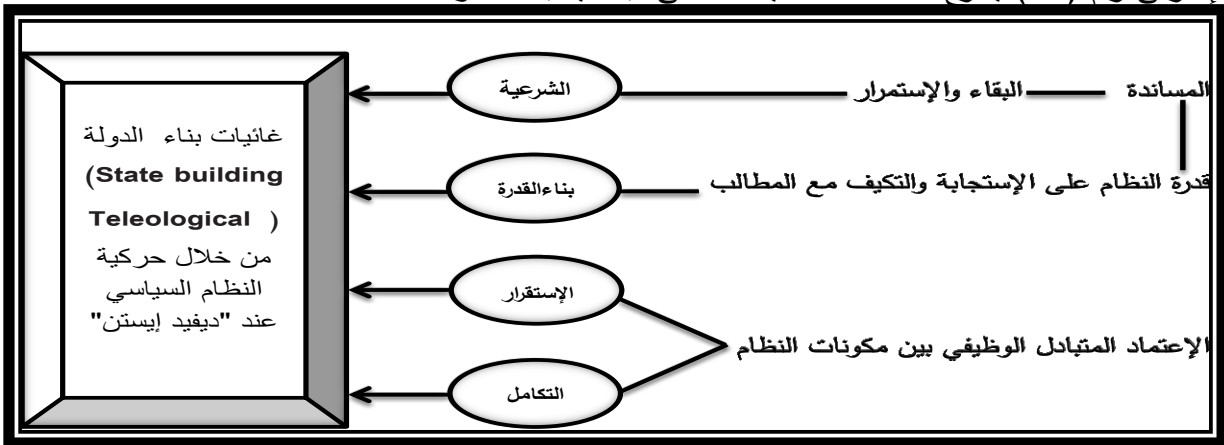 المساندة
البقاء والإستمرار
الشرعية
قدرة النظام على الإستجابة والتكيف مع المطالب
بناءالقدرة
الإستقرار
الإعتماد المتبادل الوظيفي بين مكونات النظام
التكامل
غائيات بناء الدولة
(State building
Teleological )
من خلال حركية
النظام السياسي
عند "ديفيد إيستن"